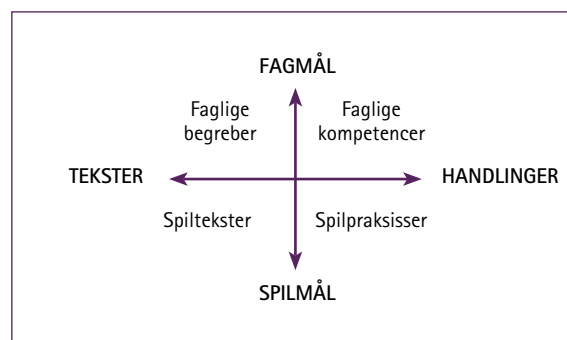 FAGMÅL
Faglige begreber
Faglige kompetencer
TEKSTER
HANDLINGER
Spiltekster
Spilpraksisser
SPILMÅL